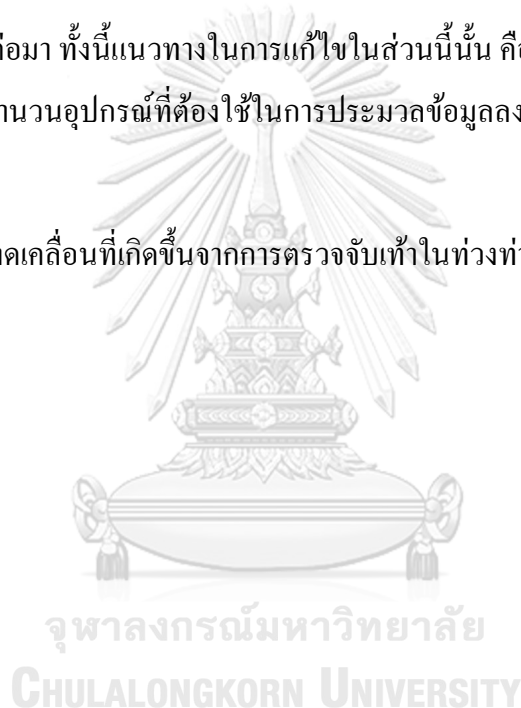 ต่อมา ทั้งนี้แนวทางในการแก้ไขในส่วนนี้นั้น คือ
านวนอุปกรณ์ที่ต้องใช้ในการประมวลข้อมูลลง
าดเคลื่อนที่เกิดขึ้นจากการตรวจจับเท้าในท่วงท่า
จุฬาลงกรณ์มหาวิทยาลัย
CHULALONGKORN UNIVERSITY